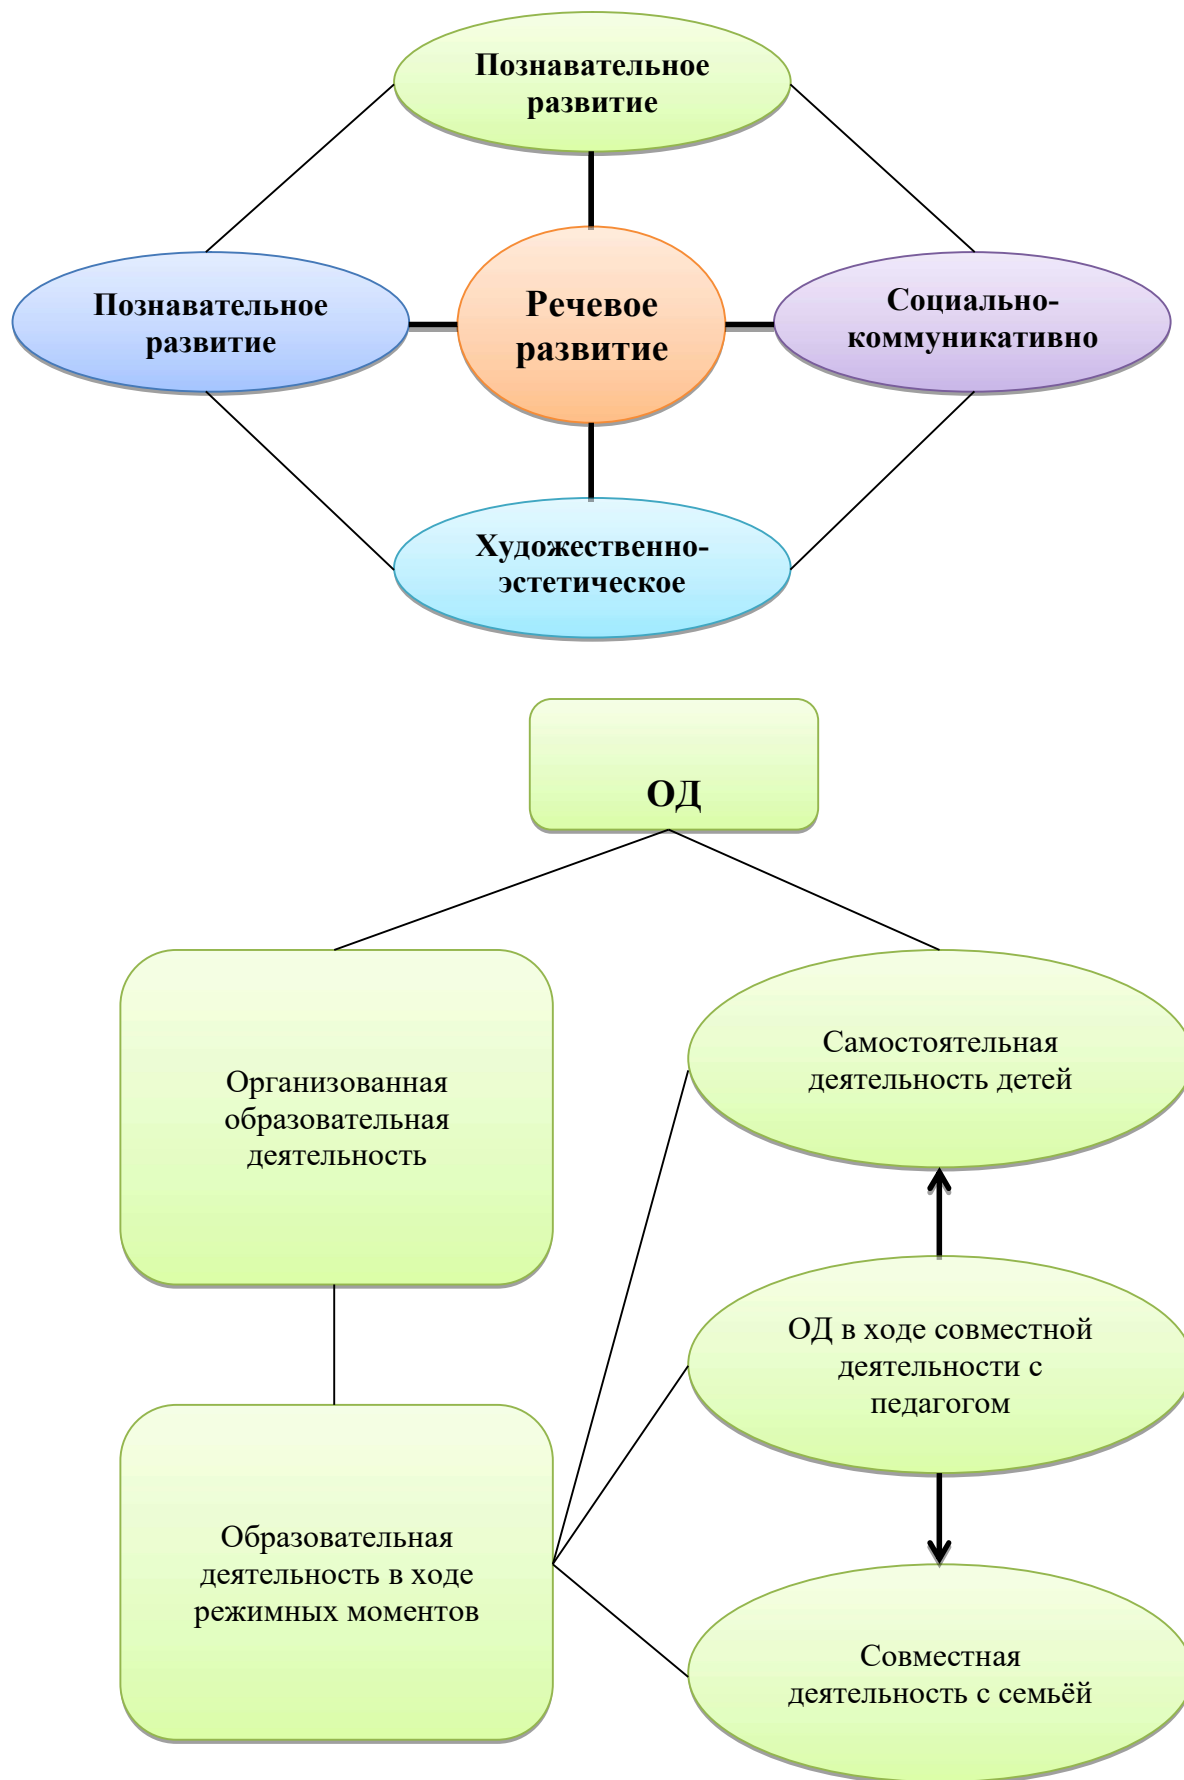 Познавательное
развитие
Познавательное
развитие
Речевое
развитие
Социально-
коммуникативно
Художественно-
эстетическое
ОД
Организованная
образовательная
деятельность
Самостоятельная
деятельность детей
ОД в ходе совместной
деятельности с
педагогом
Образовательная
деятельность в ходе
режимных моментов
Совместная
деятельность с семьёй